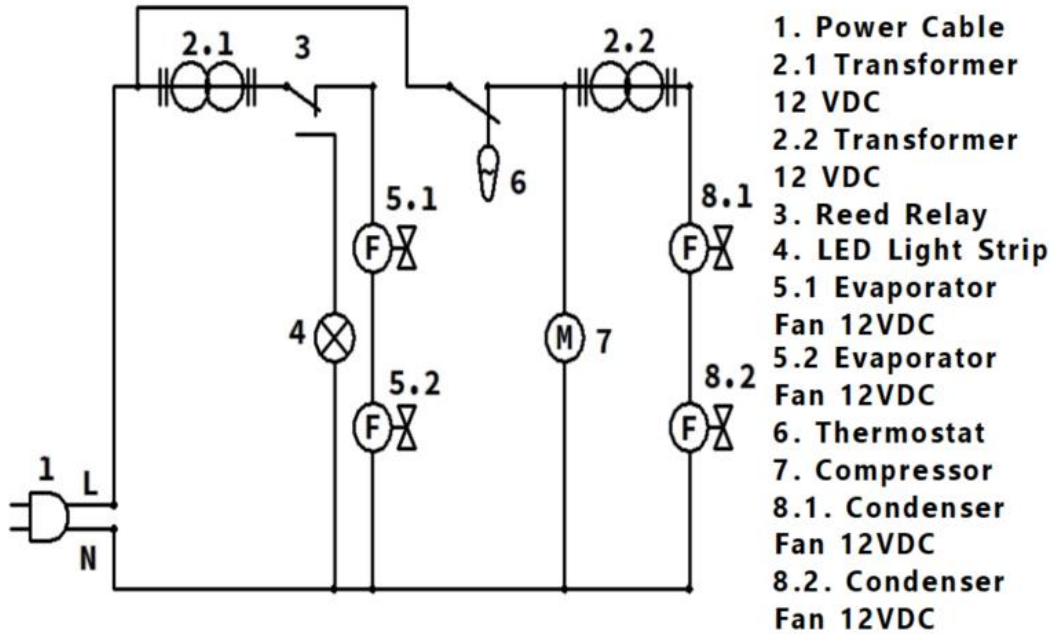 2.1
3
2.2
6
5.1
8.1
F
F
4
M
7
5.2
8.2
F
F
1
L
N
1. Power Cable
2.1 Transformer
12 VDC
2.2 Transformer
12 VDC
3. Reed Relay
4. LED Light Strip
5.1 Evaporator
Fan 12VDC
5.2 Evaporator
Fan 12VDC
6. Thermostat
7. Compressor
8.1. Condenser
Fan 12VDC
8.2. Condenser
Fan 12VDC